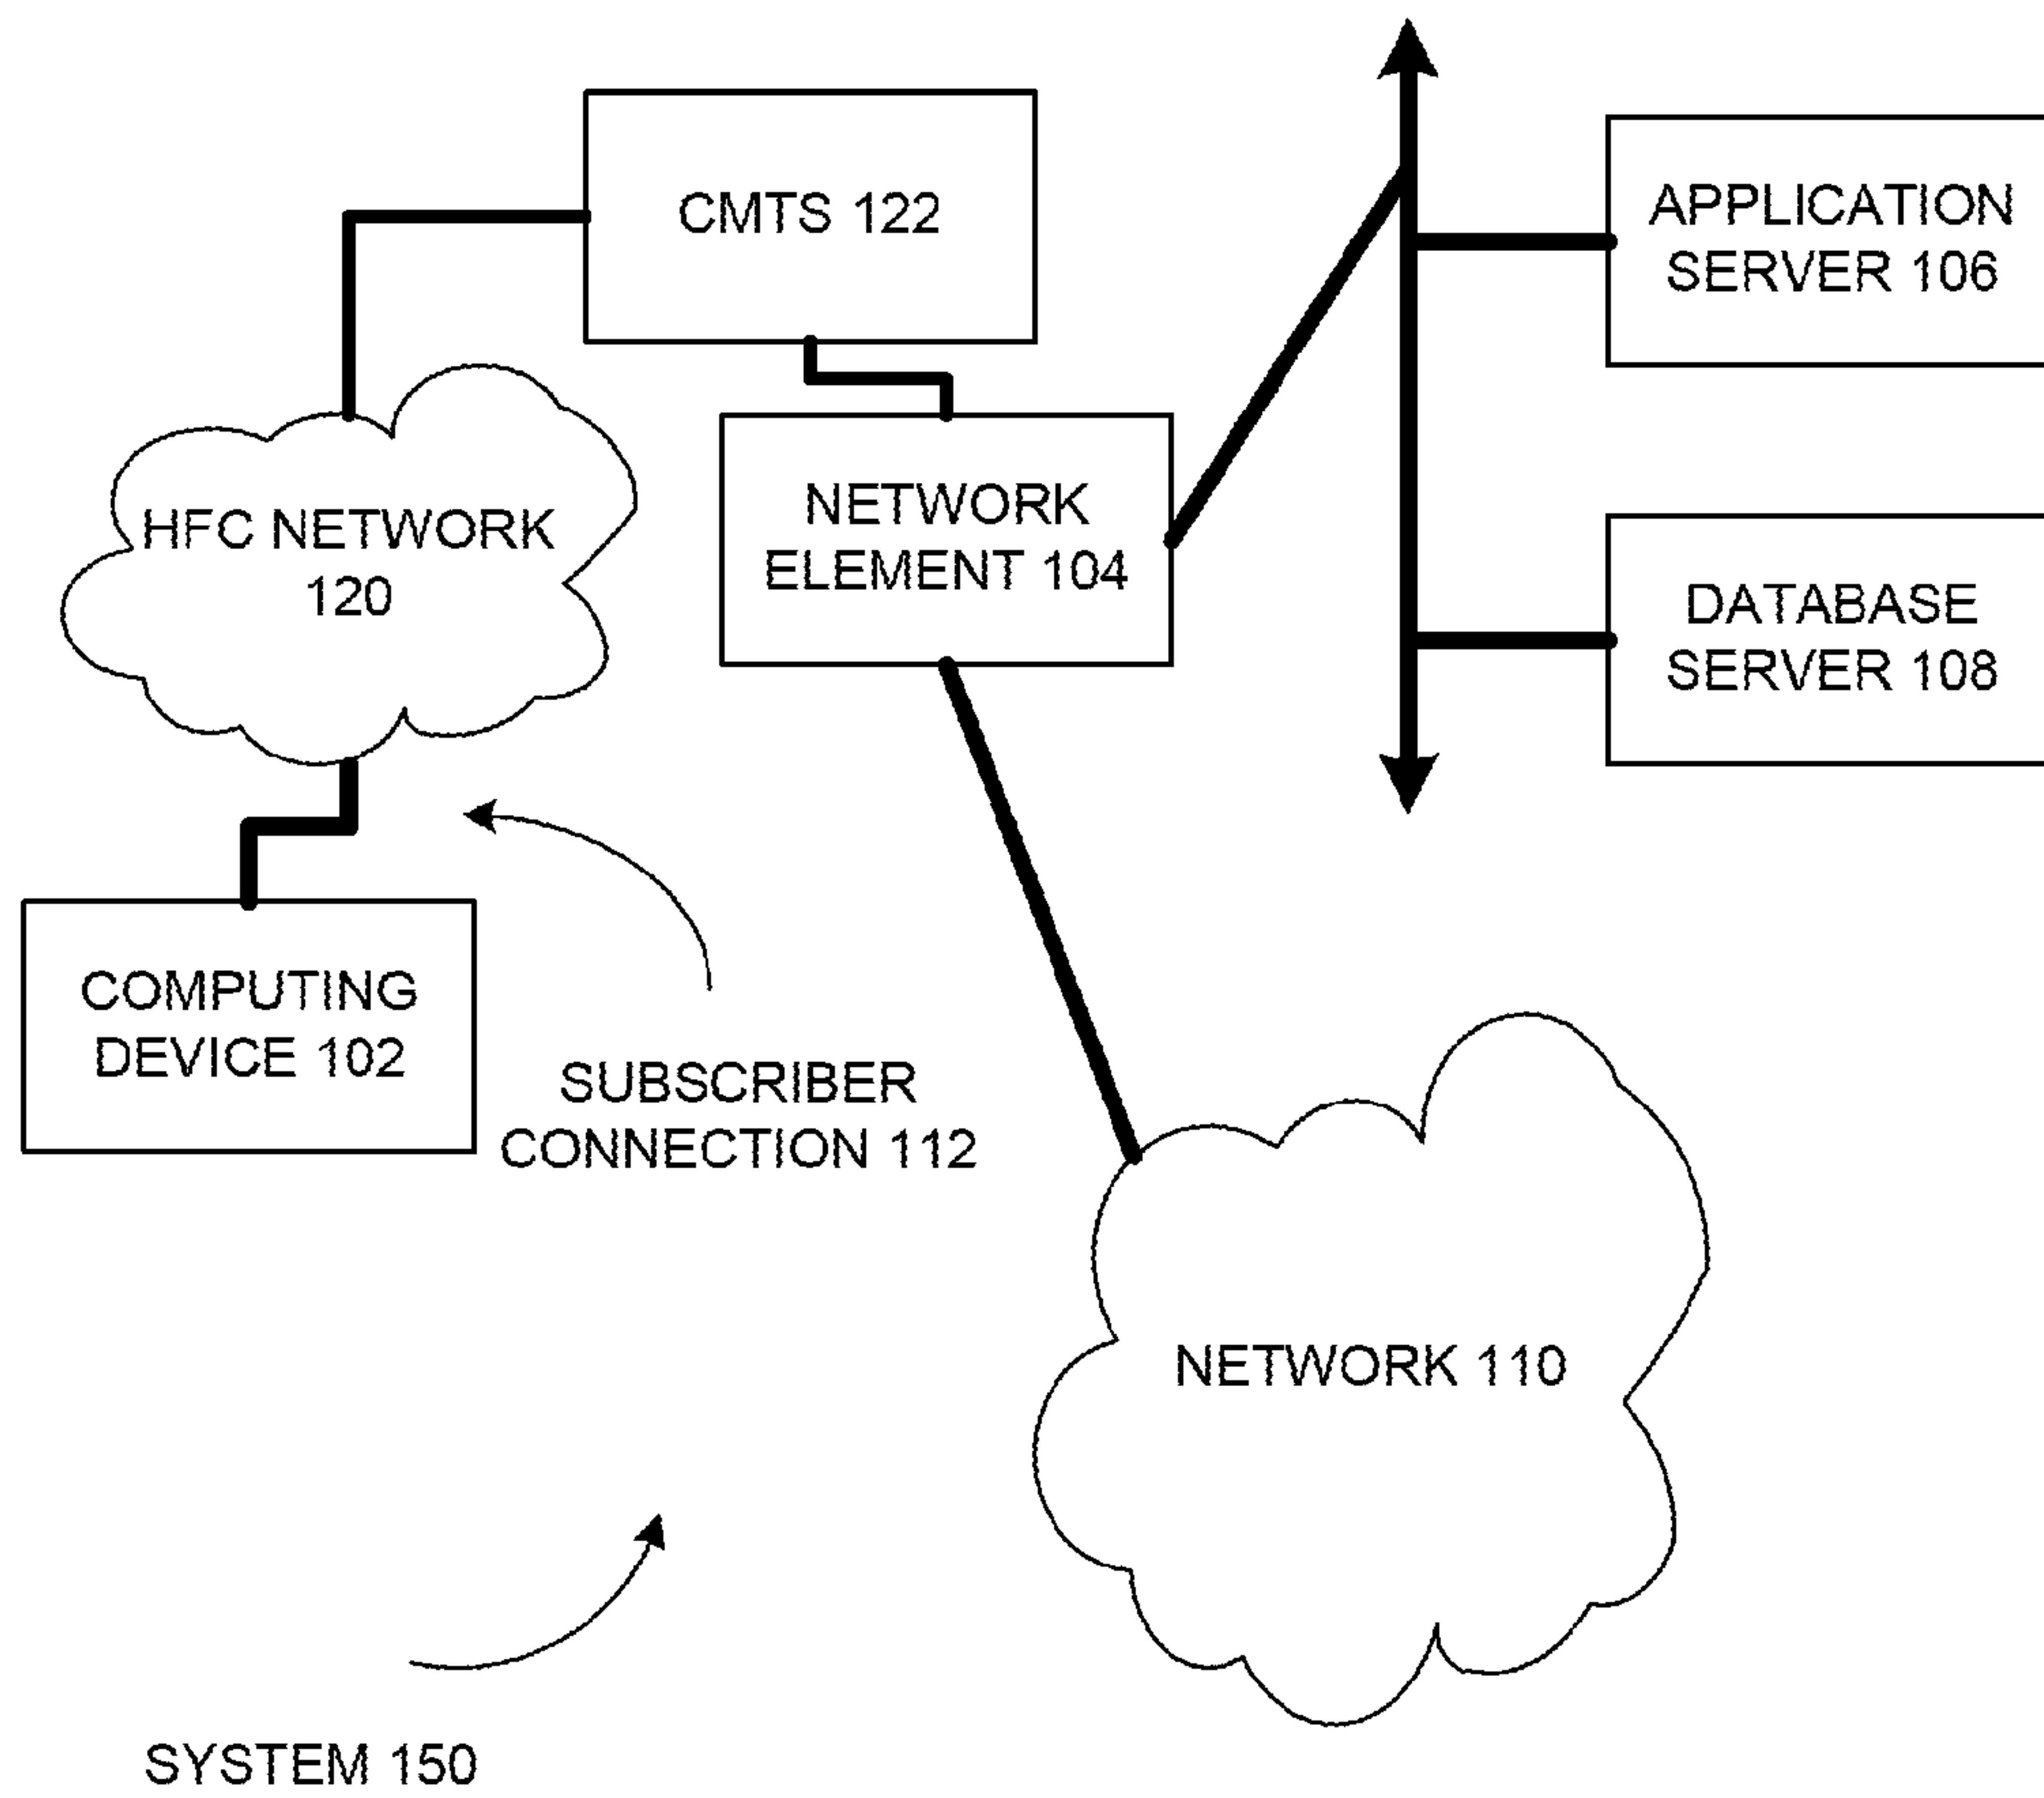 CMTS 122
APPLICATION
SERVER 106
HFC NETWORK
120
NETWORK
ELEMENT 104
DATABASE
SERVER 108
COMPUTING
DEVICE 102
SUBSCRIBER
CONNECTION 112
NETWORK 110
SYSTEM 150